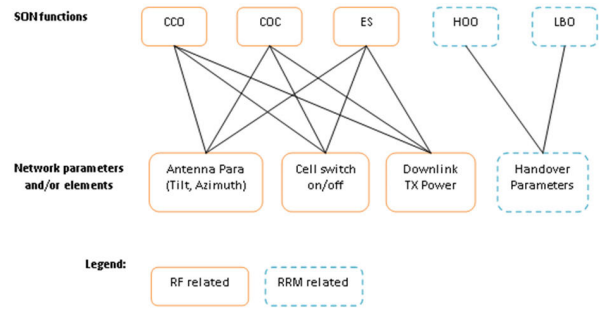 SON functions
CCO
COC
ES
HOO
LBO
Network parameters
and/or elements
Antenna Para
(Tilt, Azimuth)
Cell switch
on/off
Downlink
TX Power
Handover
Parameters
Legend:
RF related
RRM related